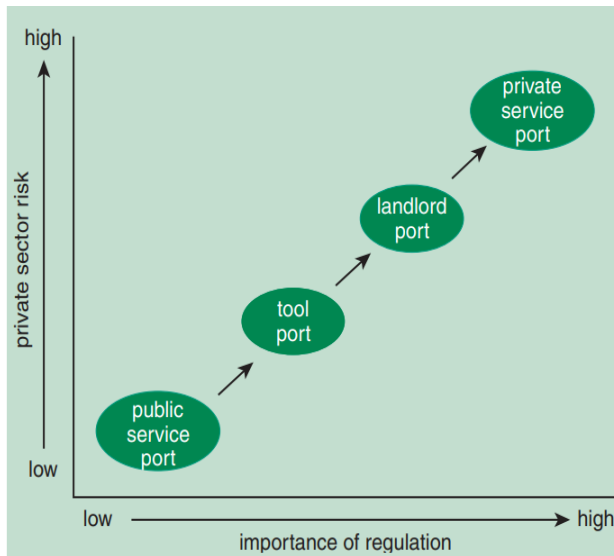 high
private
service
port
landlord
port
tool
port
public
service
port
private sector risk
low
low
high
importance of regulation